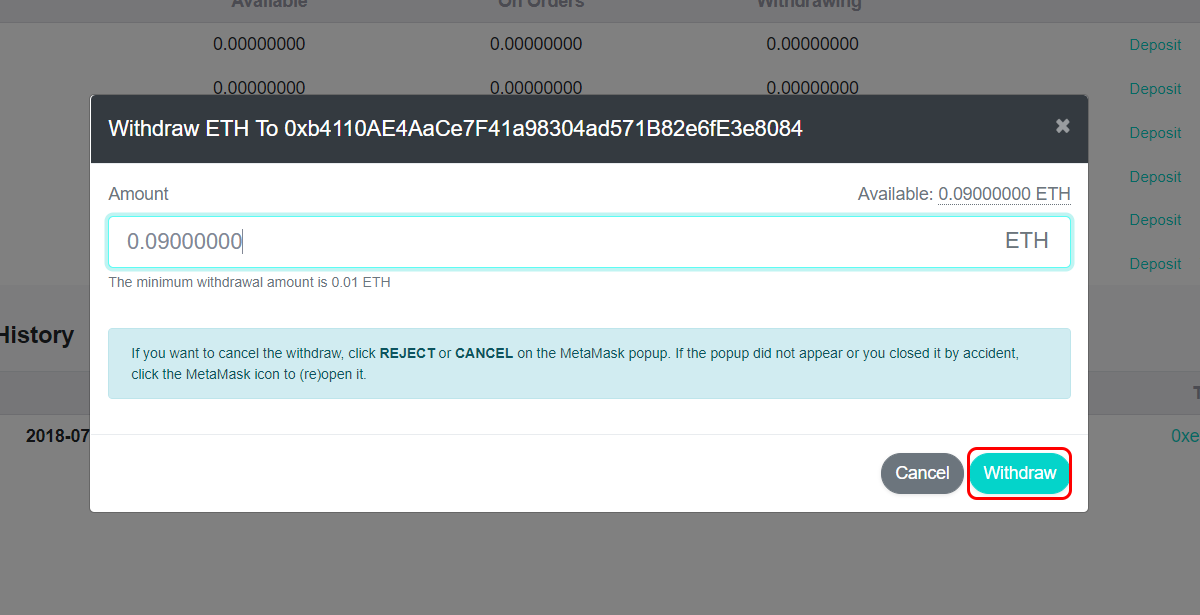 Available On Orders Withdrawing
0.00000000 0.00000000 0.00000000 Deposit
0.00000000 0.00000000 0.00000000 Deposit
Withdraw ETH To 0xb4110AE4AaCe7F41a98304ad571B82e6fE3e8084 ✖
Deposit
Deposit
Amount Available: 0.09000000 ETH
Deposit
0.09000000 ETH
Deposit
The minimum withdrawal amount is 0.01 ETH
History
If you want to cancel the withdraw, click REJECT or CANCEL on the MetaMask popup. If the popup did not appear or you closed it by accident,
click the MetaMask icon to (re)open it.
2018-07 0xe
Cancel Withdraw